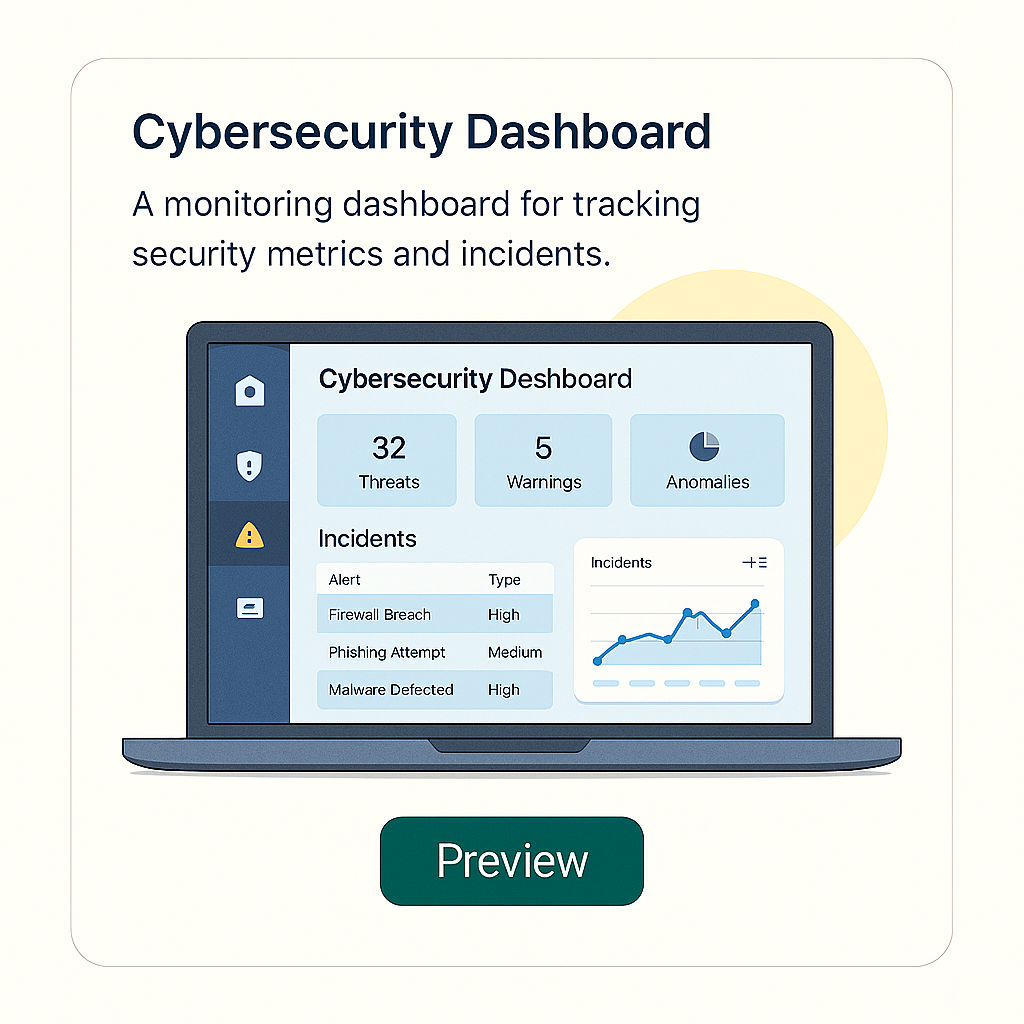 Cybersecurity Dashboard
A monitoring dashboard for tracking
security metrics and incidents.
Cybersecurity Deshboard
32
Threats
5
Warnings
Anomalies
Incidents
Alert Type
Firewall Breach High
Phishing Attempt Medium
Malware Defected High
Incidents
Preview